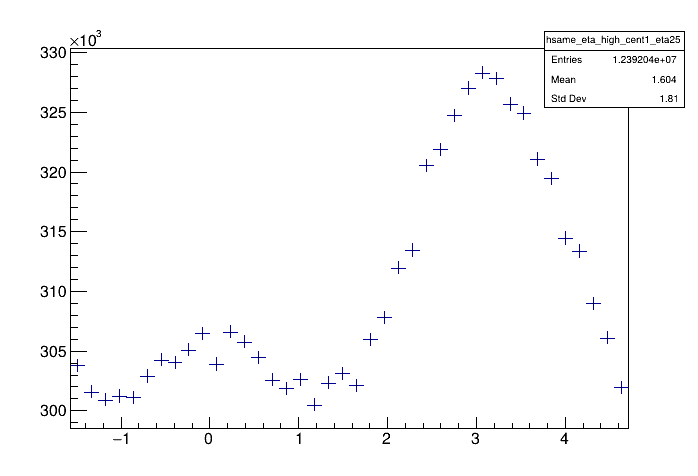 ×10³
hsame_eta_high_cent1_eta25
Entries 1.239204e+07
Mean 1.604
Std Dev 1.81
330
325
320
315
310
305
300
−1 0 1 2 3 4